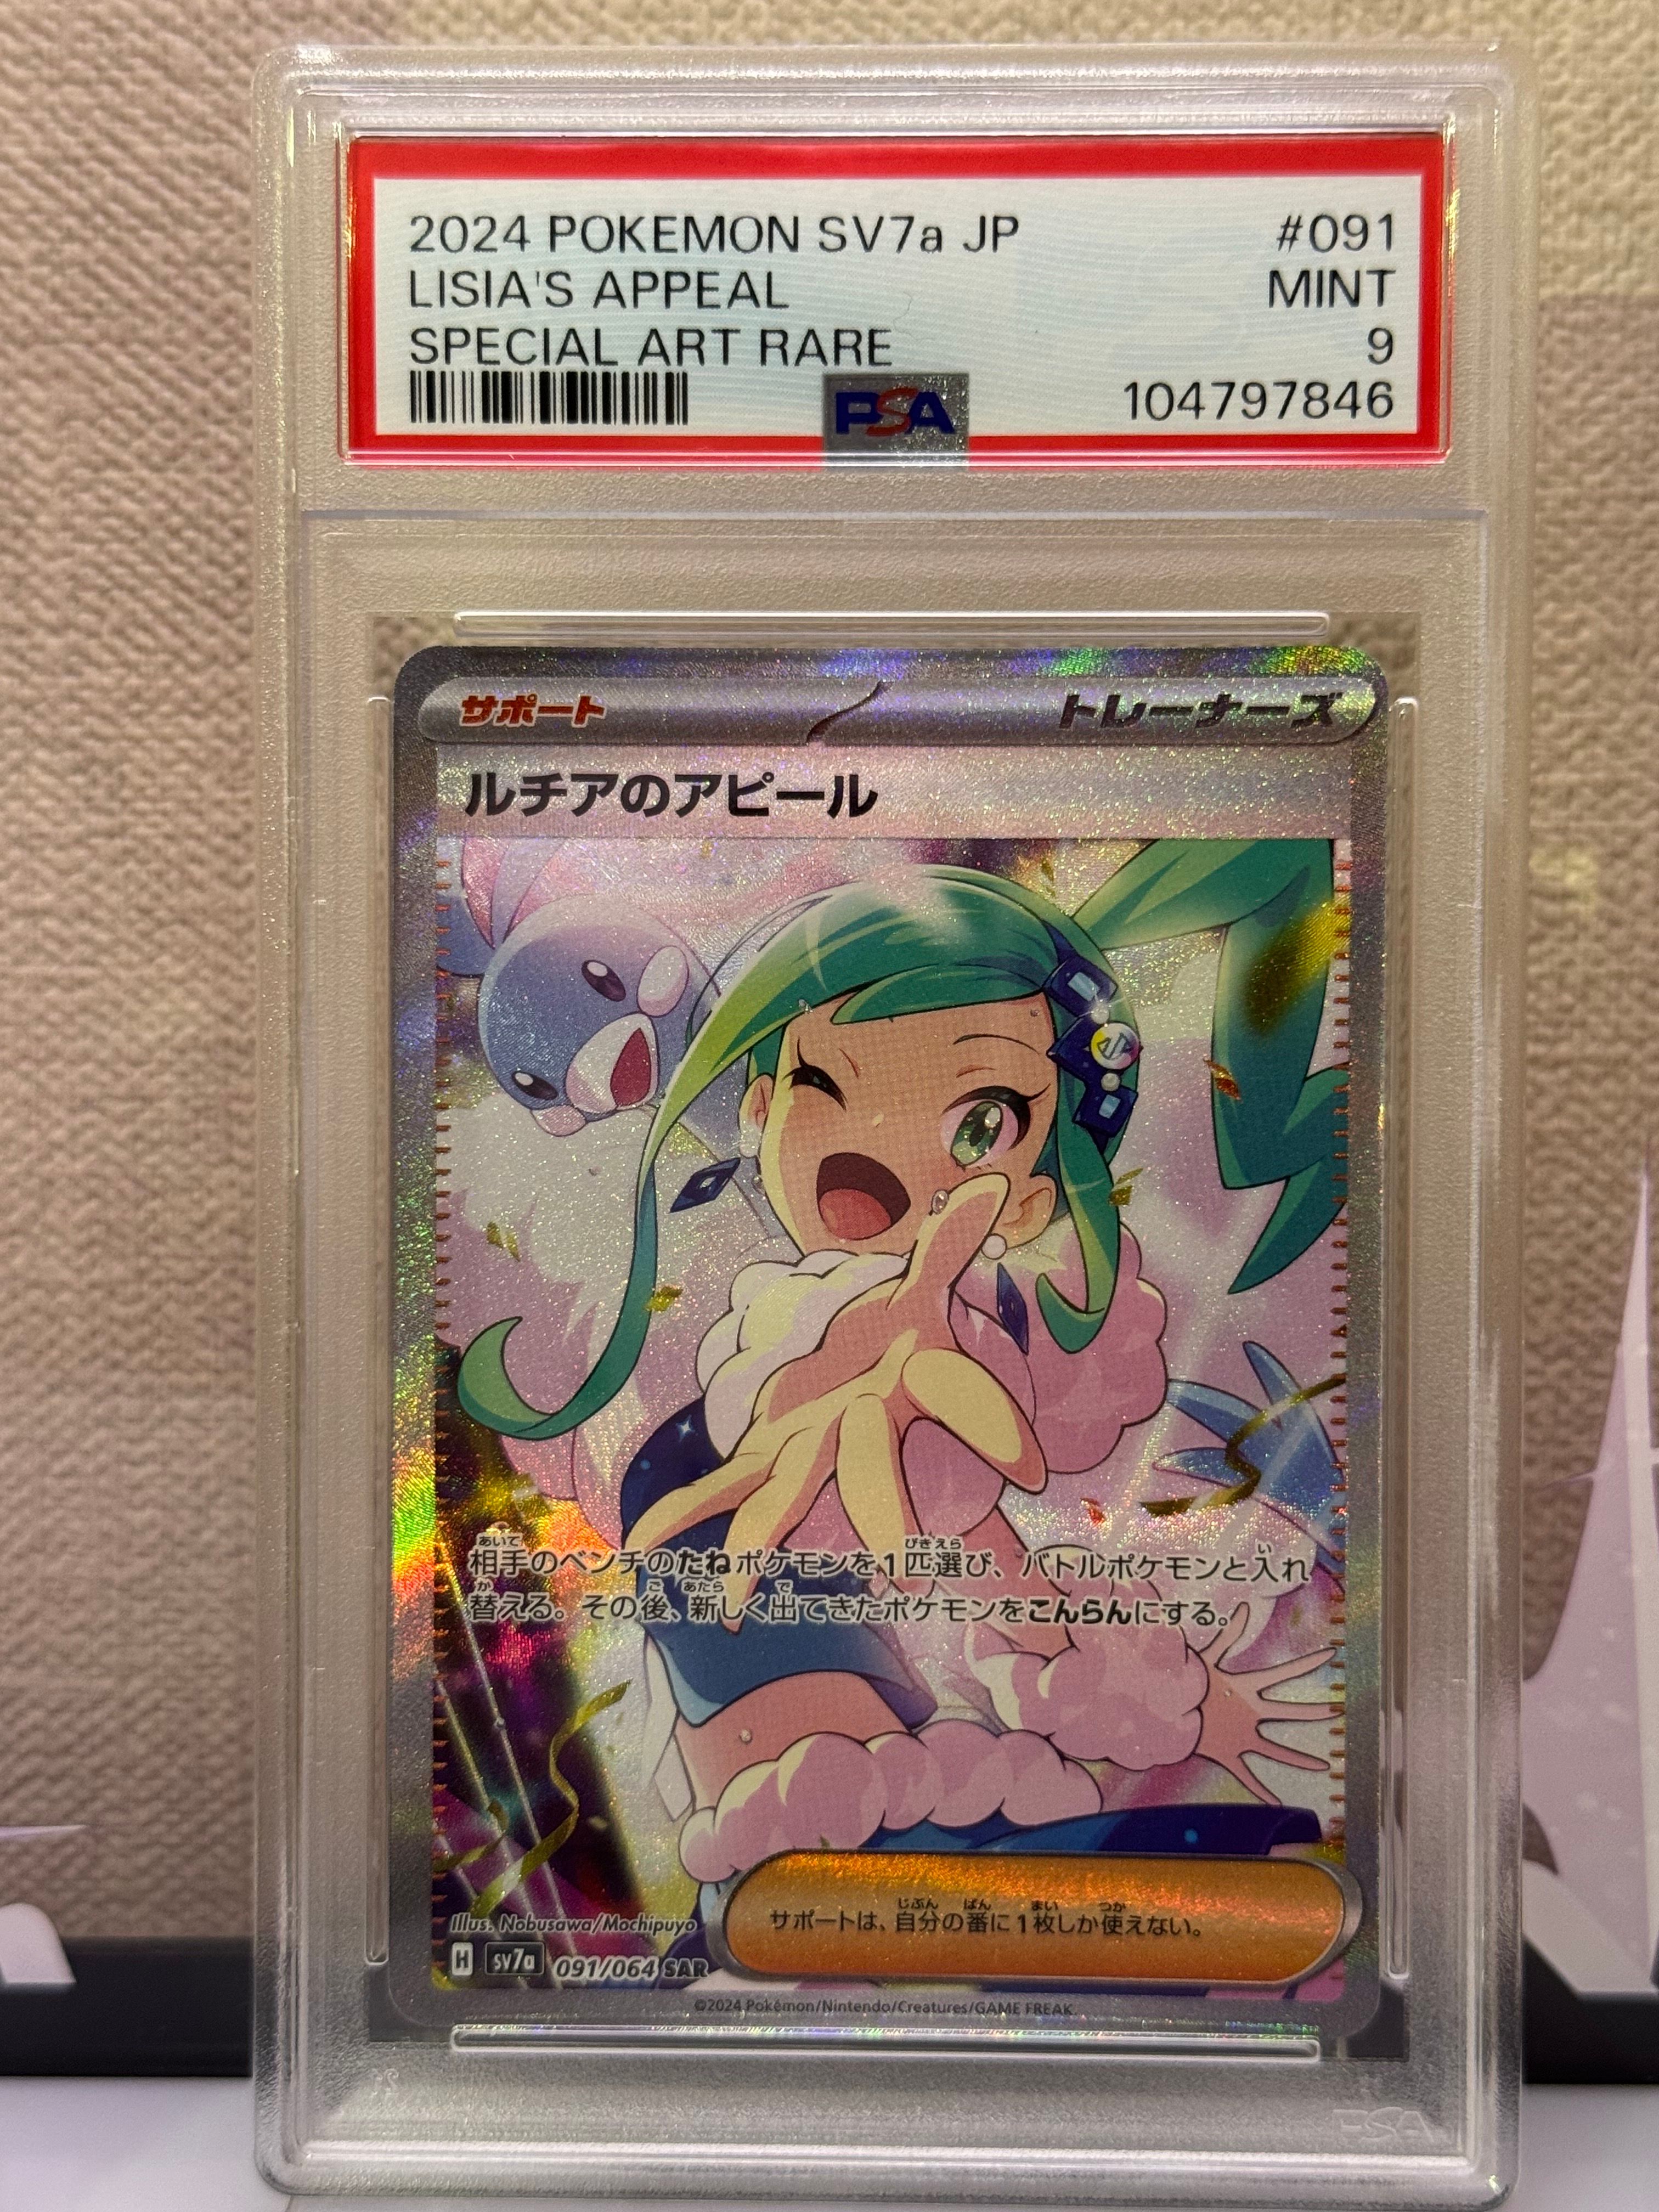 2024 POKEMON SV7a JP #091
LISIA'S APPEAL MINT
SPECIAL ART RARE 9
PSA 104797846
サポート トレーナーズ
ルチアのアピール
相手のベンチのたねポケモンを1匹選び、バトルポケモンと入れ
替える。その後、新しく出てきたポケモンをこんらんにする。
サポートは、自分の番に1枚しか使えない。
Illus. Nobusawa/Mochipuyo
H SV7a 091/064 SAR
©2024 Pokémon/Nintendo/Creatures/GAME FREAK.
PSA